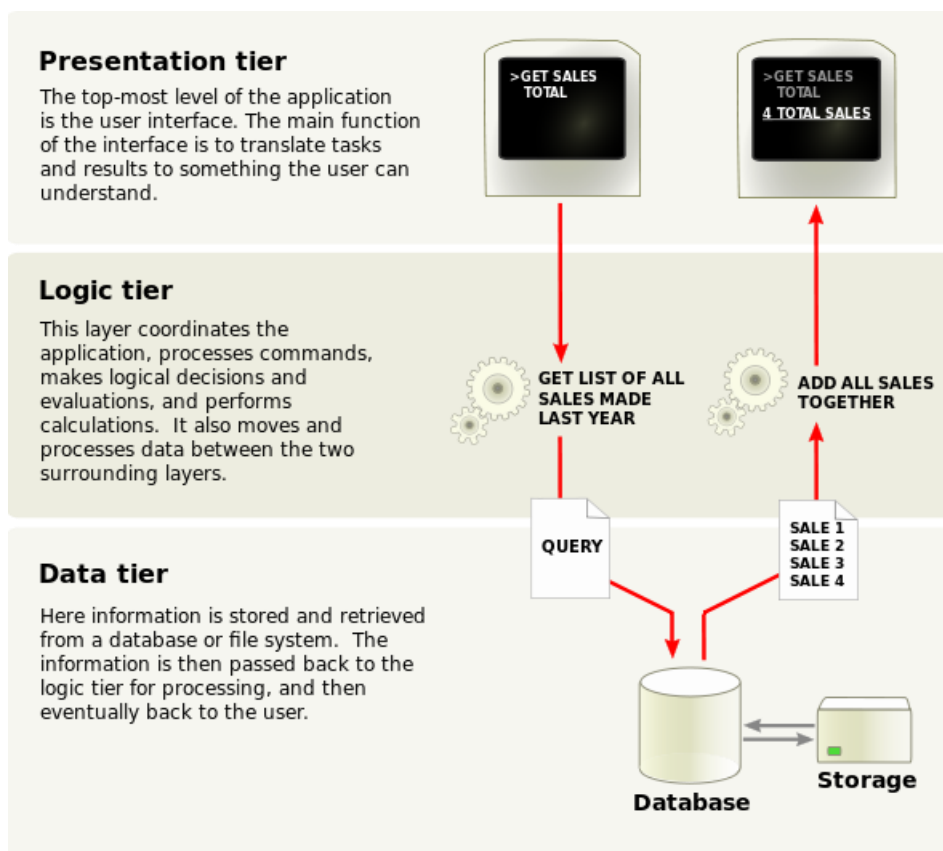 Presentation tier
The top-most level of the application
is the user interface. The main function
of the interface is to translate tasks
and results to something the user can
understand.
>GET SALES
TOTAL
>GET SALES
TOTAL
4 TOTAL SALES
Logic tier
This layer coordinates the
application, processes commands,
makes logical decisions and
evaluations, and performs
calculations.  It also moves and
processes data between the two
surrounding layers.
GET LIST OF ALL
SALES MADE
LAST YEAR
ADD ALL SALES
TOGETHER
QUERY
SALE 1
SALE 2
SALE 3
SALE 4
Data tier
Here information is stored and retrieved
from a database or file system.  The
information is then passed back to the
logic tier for processing, and then
eventually back to the user.
Database
Storage